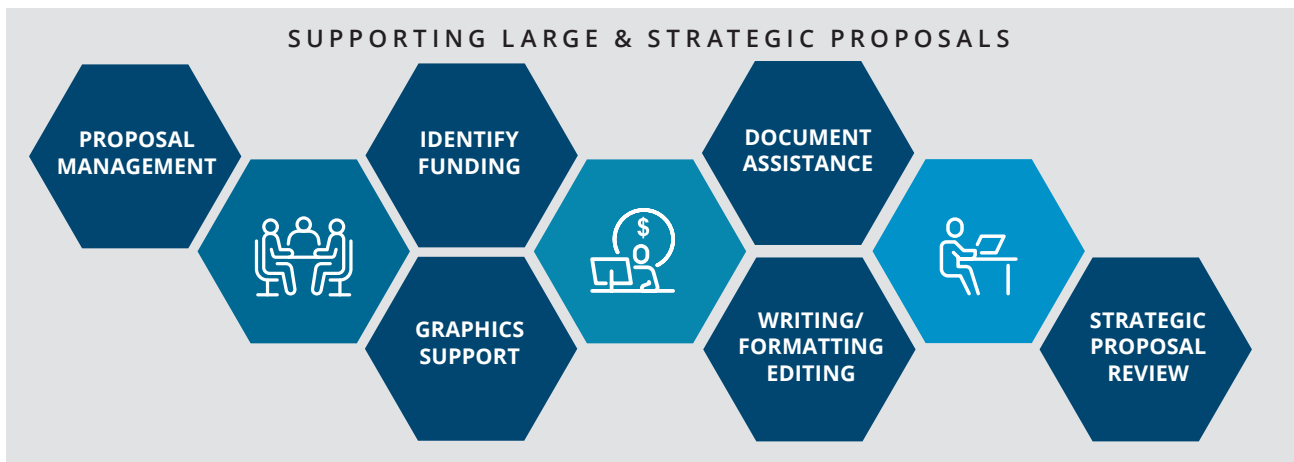 SUPPORTING LARGE & STRATEGIC PROPOSALS
PROPOSAL
MANAGEMENT
IDENTIFY
FUNDING
DOCUMENT
ASSISTANCE
$
GRAPHICS
SUPPORT
WRITING/
FORMATTING
EDITING
STRATEGIC
PROPOSAL
REVIEW